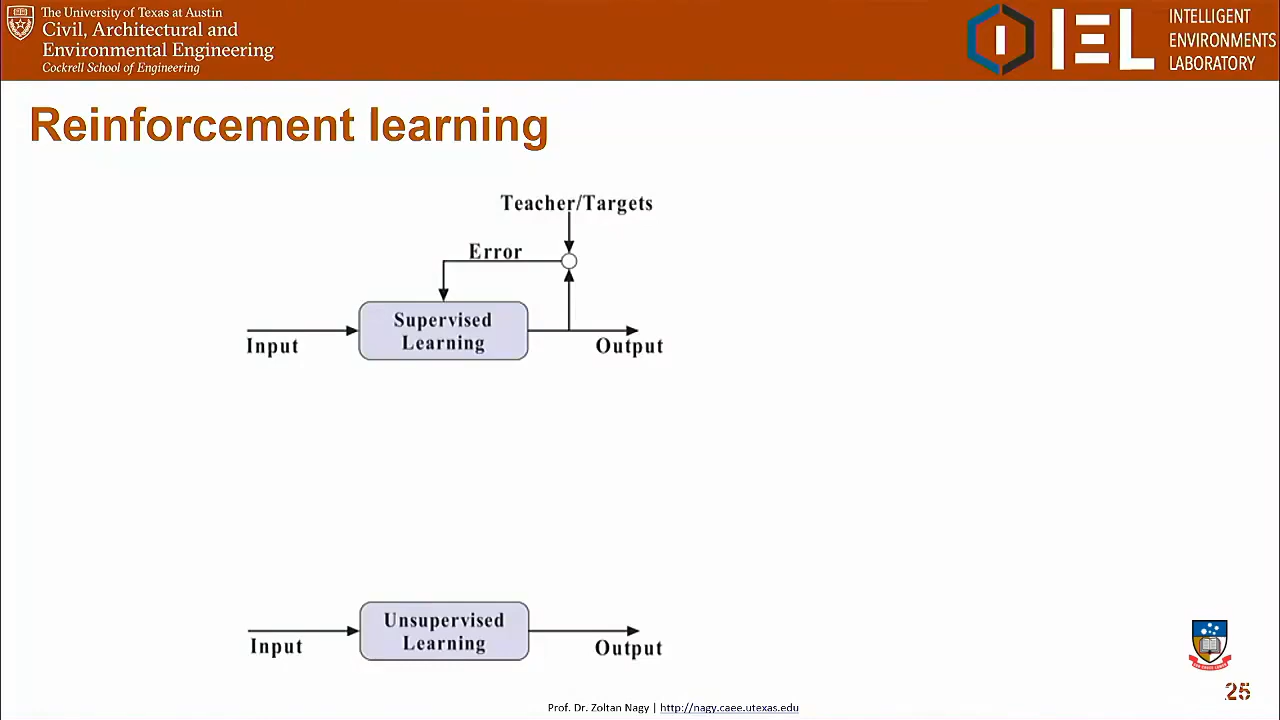 The University of Texas at Austin
Civil, Architectural and
Environmental Engineering
Cockrell School of Engineering
IEL
INTELLIGENT
ENVIRONMENTS
LABORATORY
Reinforcement learning
Teacher/Targets
Error
Supervised
Learning
Input
Output
Unsupervised
Learning
Input
Output
25
Prof. Dr. Zoltan Nagy | http://nagy.caee.utexas.edu